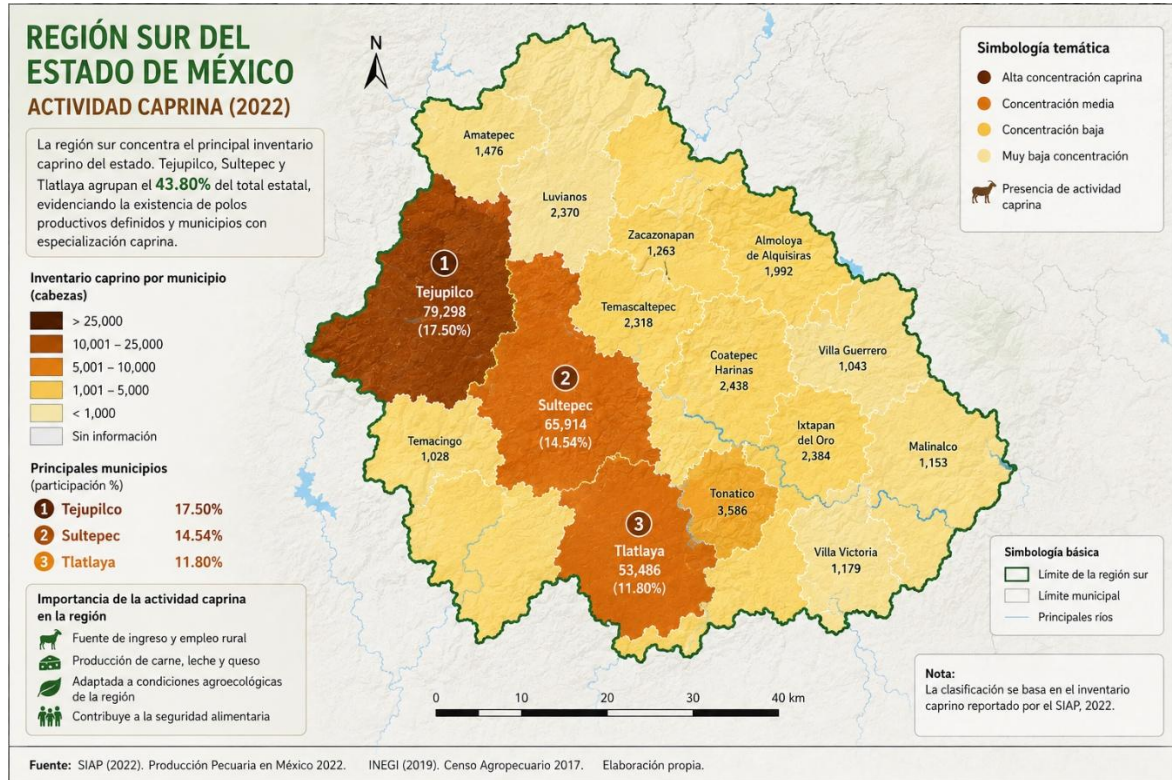 REGIÓN SUR DEL
ESTADO DE MÉXICO
ACTIVIDAD CAPRINA (2022)
La región sur concentra el principal inventario
caprino del estado. Tejupilco, Sultepec y
Tlatlaya agrupan el 43.80% del total estatal,
evidenciando la existencia de polos
productivos definidos y municipios con
especialización caprina.
Inventario caprino por municipio
(cabezas)
> 25,000
10,001 – 25,000
5,001 – 10,000
1,001 – 5,000
< 1,000
Sin información
Principales municipios
(participación %)
1 Tejupilco 17.50%
2 Sultepec 14.54%
3 Tlatlaya 11.80%
Importancia de la actividad caprina
en la región
Fuente de ingreso y empleo rural
Producción de carne, leche y queso
Adaptada a condiciones agroecológicas
de la región
Contribuye a la seguridad alimentaria
N
Amatepec
1,476
Luvianos
2,370
Zacazonapan
1,263
Almoloya
de Alquisiras
1,992
1
Tejupilco
79,298
(17.50%)
Temascaltepec
2,318
Coatepec
Harinas
2,438
Villa Guerrero
1,043
2
Sultepec
65,914
(14.54%)
Temacingo
1,028
Ixtapan
del Oro
2,384
Malinalco
1,153
Tonatico
3,586
3
Tlatlaya
53,486
(11.80%)
Villa Victoria
1,179
0 10 20 30 40 km
Simbología temática
Alta concentración caprina
Concentración media
Concentración baja
Muy baja concentración
Presencia de actividad
caprina
Simbología básica
Límite de la región sur
Límite municipal
Principales ríos
Nota:
La clasificación se basa en el inventario
caprino reportado por el SIAP, 2022.
Fuente: SIAP (2022). Producción Pecuaria en México 2022. INEGI (2019). Censo Agropecuario 2017. Elaboración propia.